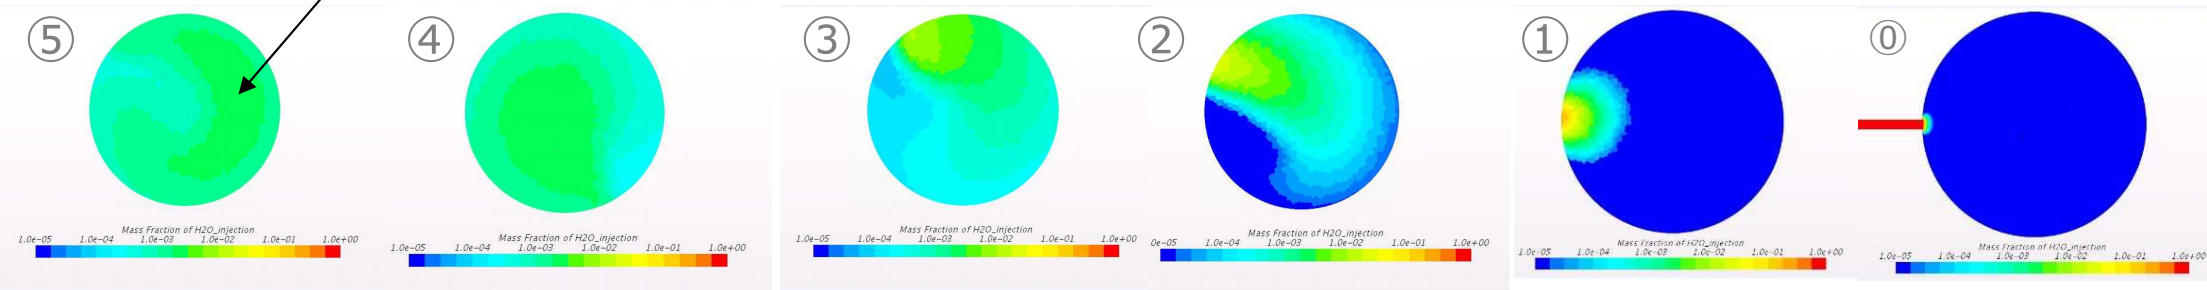 ⑤
④
③
②
①
⓪
Mass Fraction of H2O_injection
1.0e-05 1.0e-04 1.0e-03 1.0e-02 1.0e-01 1.0e+00
Mass Fraction of H2O_injection
1.0e-05 1.0e-04 1.0e-03 1.0e-02 1.0e-01 1.0e+00
Mass Fraction of H2O_injection
1.0e-05 1.0e-04 1.0e-03 1.0e-02 1.0e-01 1.0e+00
Mass Fraction of H2O_injection
0e-05 1.0e-04 1.0e-03 1.0e-02 1.0e-01 1.0e+00
Mass Fraction of H2O_injection
1.0e-05 1.0e-04 1.0e-03 1.0e-02 1.0e-01 1.0e+00
Mass Fraction of H2O_injection
1.0e-05 1.0e-04 1.0e-03 1.0e-02 1.0e-01 1.0e+00